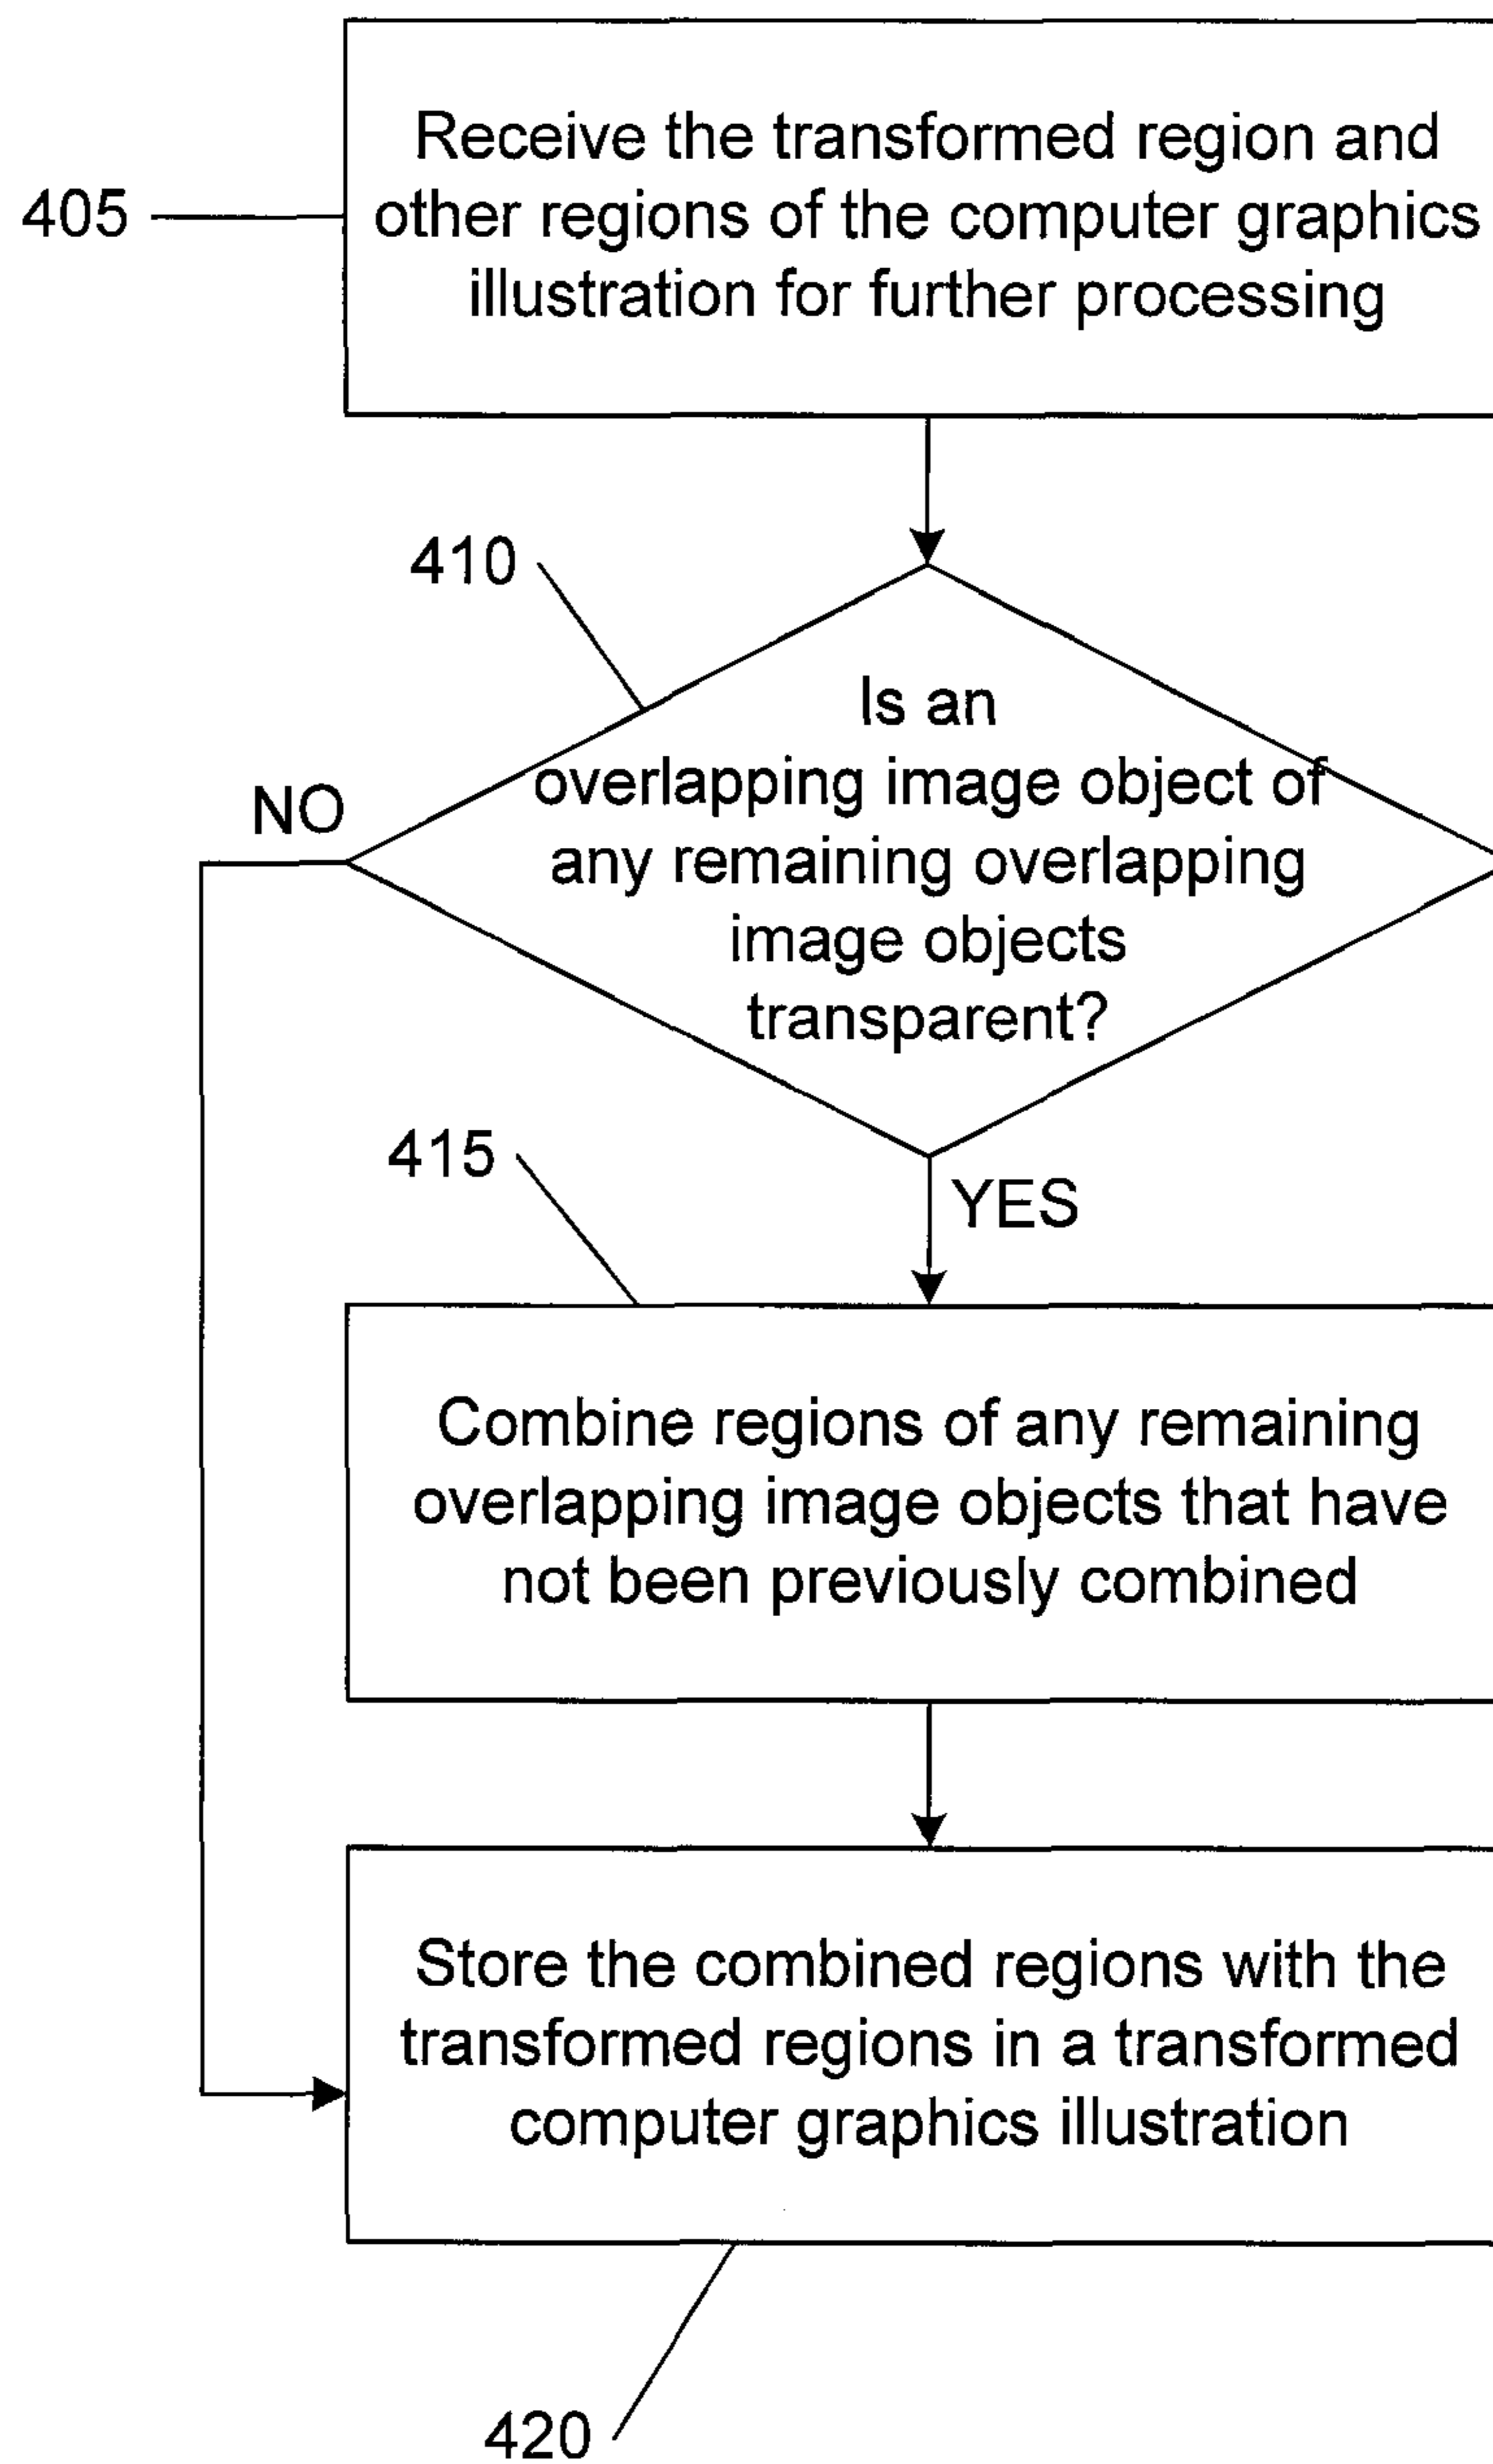 Receive the transformed region and
405
other regions of the computer graphics
illustration for further processing
410
Is an
overlapping image object of
NO
any remaining overlapping
image objects
transparent?
415
YES
Combine regions of any remaining
overlapping image objects that have
not been previously combined
Store the combined regions with the
transformed regions in a transformed
computer graphics illustration
420